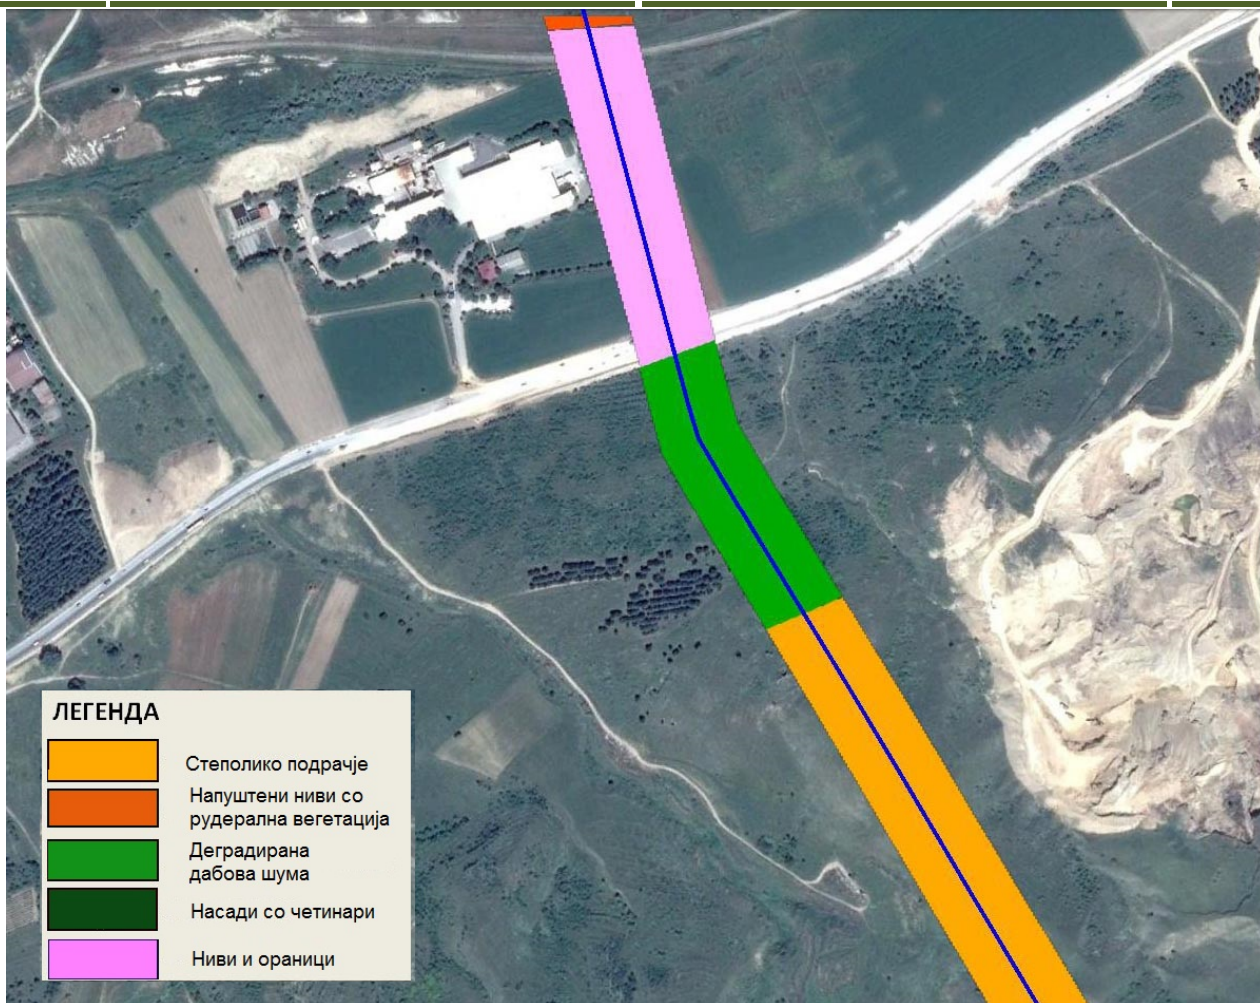 ЛЕГЕНДА
Степолико подрачје
Напуштени ниви со
рудерална вегетација
Деградирана
дабова шума
Насади со четинари
Ниви и ораници